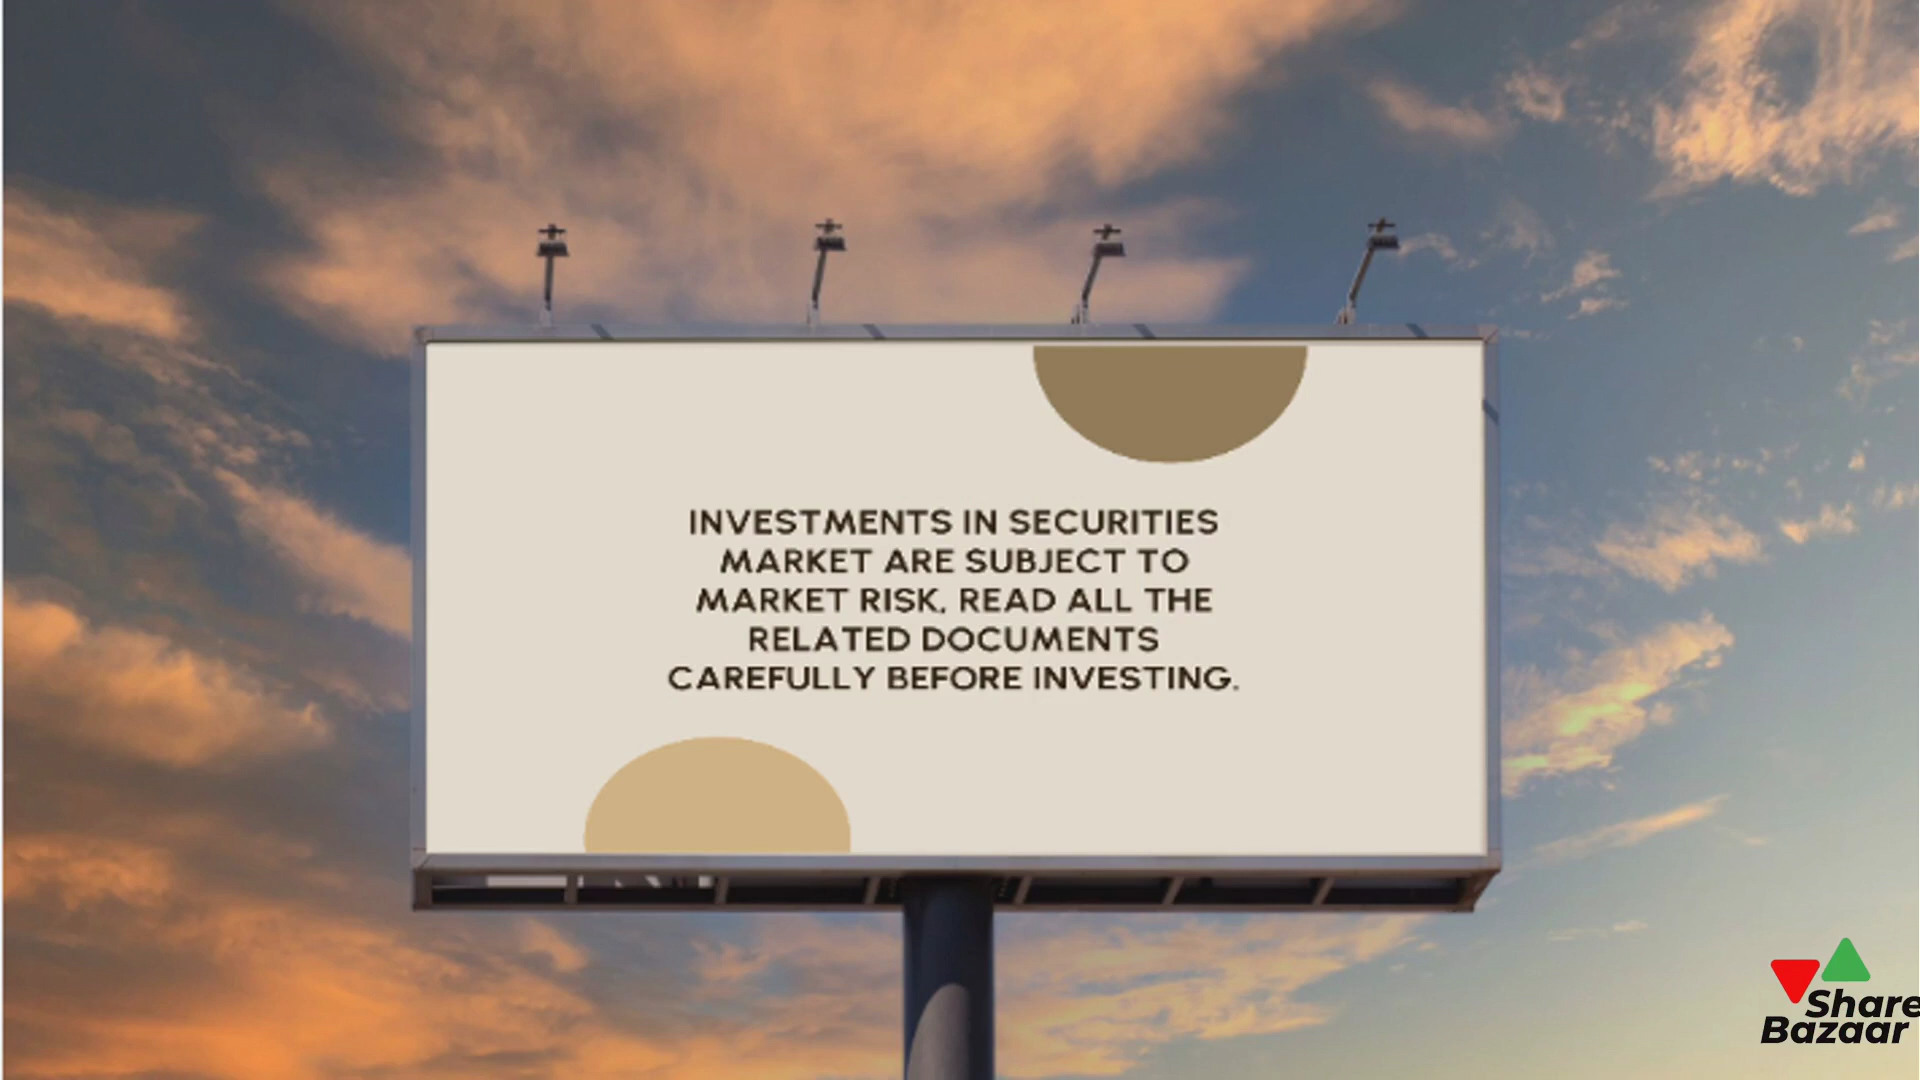 INVESTMENTS IN SECURITIES
MARKET ARE SUBJECT TO
MARKET RISK. READ ALL THE
RELATED DOCUMENTS
CAREFULLY BEFORE INVESTING.
Share
Bazaar